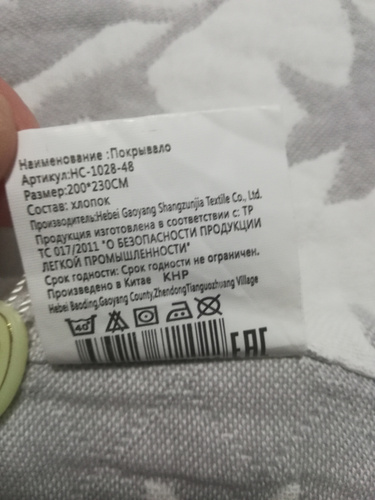 Наименование :Покрывало
Артикул:HC-1028-48
Размер:200*230СМ
Состав: хлопок
Производитель:Hebei Gaoyang Shangzunjia Textile Co., Ltd.
Продукция изготовлена в соответствии с: ТР
ТС 017/2011 "О БЕЗОПАСНОСТИ ПРОДУКЦИИ
ЛЕГКОЙ ПРОМЫШЛЕННОСТИ"
Срок годности: Срок годности не ограничен.
Произведено в Китае КНР
Hebei Baoding,Gaoyang County,ZhendongTianguozhuang Village
40
EAC